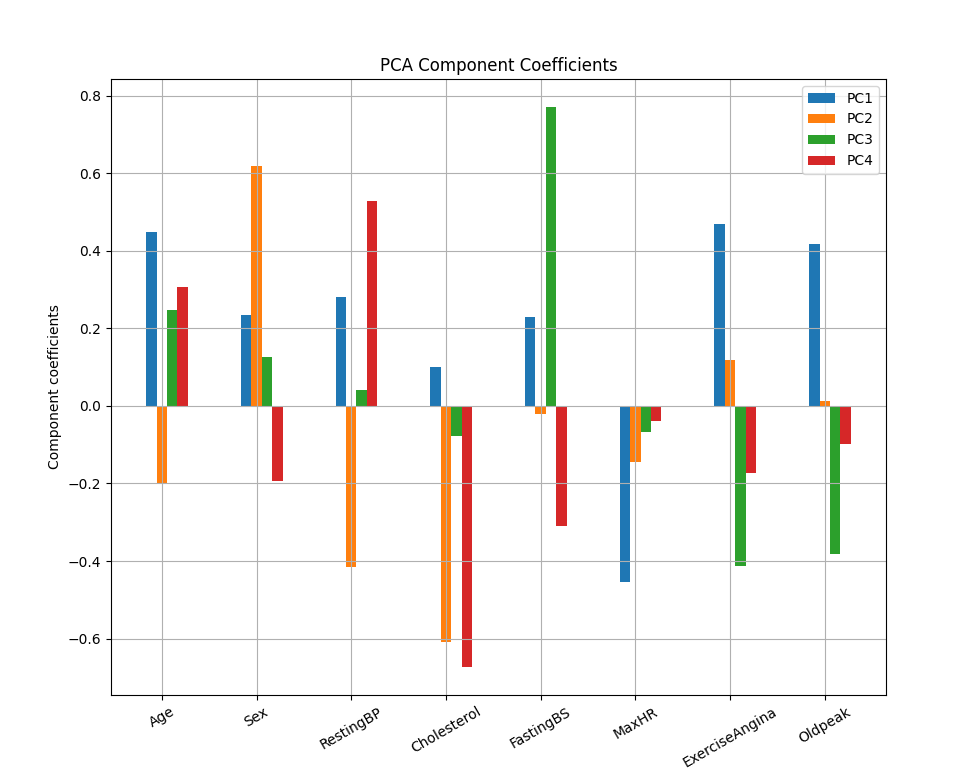 PCA Component Coefficients
PC1
PC2
PC3
PC4
Component coefficients
0.8
0.6
0.4
0.2
0.0
−0.2
−0.4
−0.6
Age
Sex
RestingBP
Cholesterol
FastingBS
MaxHR
ExerciseAngina
Oldpeak